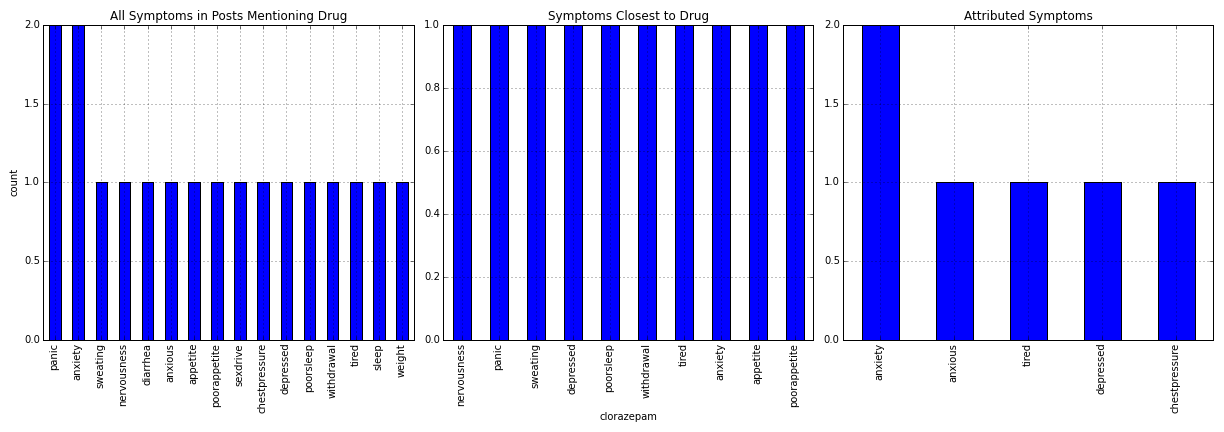 All Symptoms in Posts Mentioning Drug
count
2.0
1.5
1.0
0.5
0.0
panic
anxiety
sweating
nervousness
diarrhea
anxious
appetite
poorappetite
sexdrive
chestpressure
depressed
poorsleep
withdrawal
tired
sleep
weight
Symptoms Closest to Drug
1.0
0.8
0.6
0.4
0.2
0.0
nervousness
panic
sweating
depressed
poorsleep
withdrawal
tired
anxiety
appetite
poorappetite
clorazepam
Attributed Symptoms
2.0
1.5
1.0
0.5
0.0
anxiety
anxious
tired
depressed
chestpressure